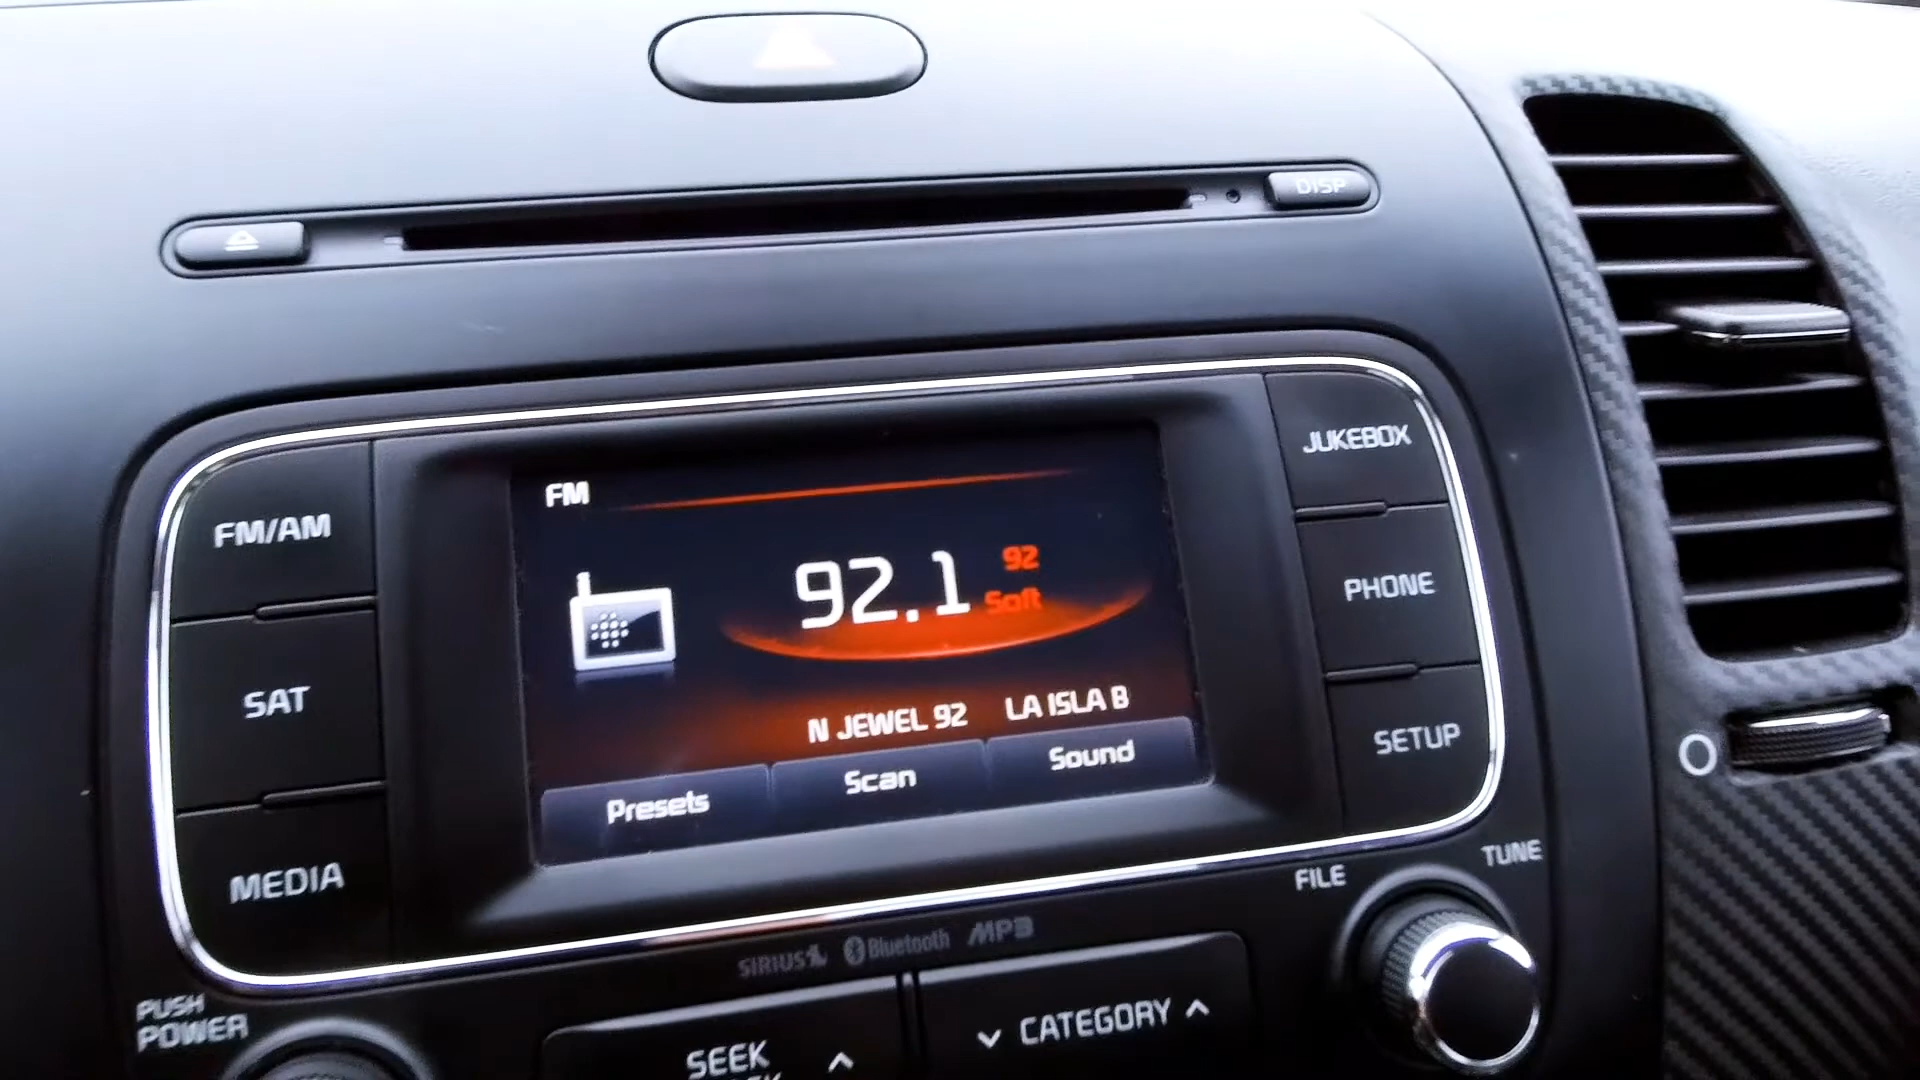 DISP
JUKEBOX
FM/AM
FM
92.1
92
Soft
PHONE
SAT
N JEWEL 92 LA ISLA B
Presets
Scan
Sound
SETUP
MEDIA
FILE
TUNE
SIRIUS Bluetooth MP3
PUSH
POWER
SEEK
CATEGORY